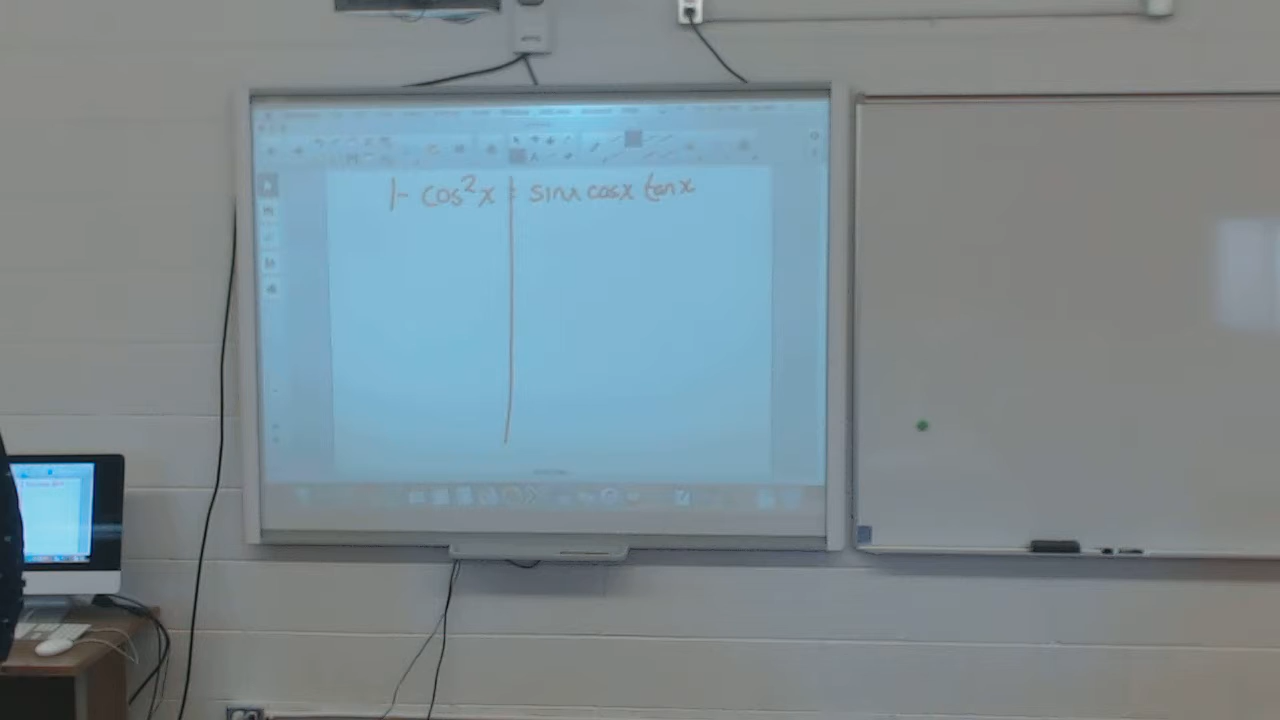 1 - cos²x = sinx cosx tanx